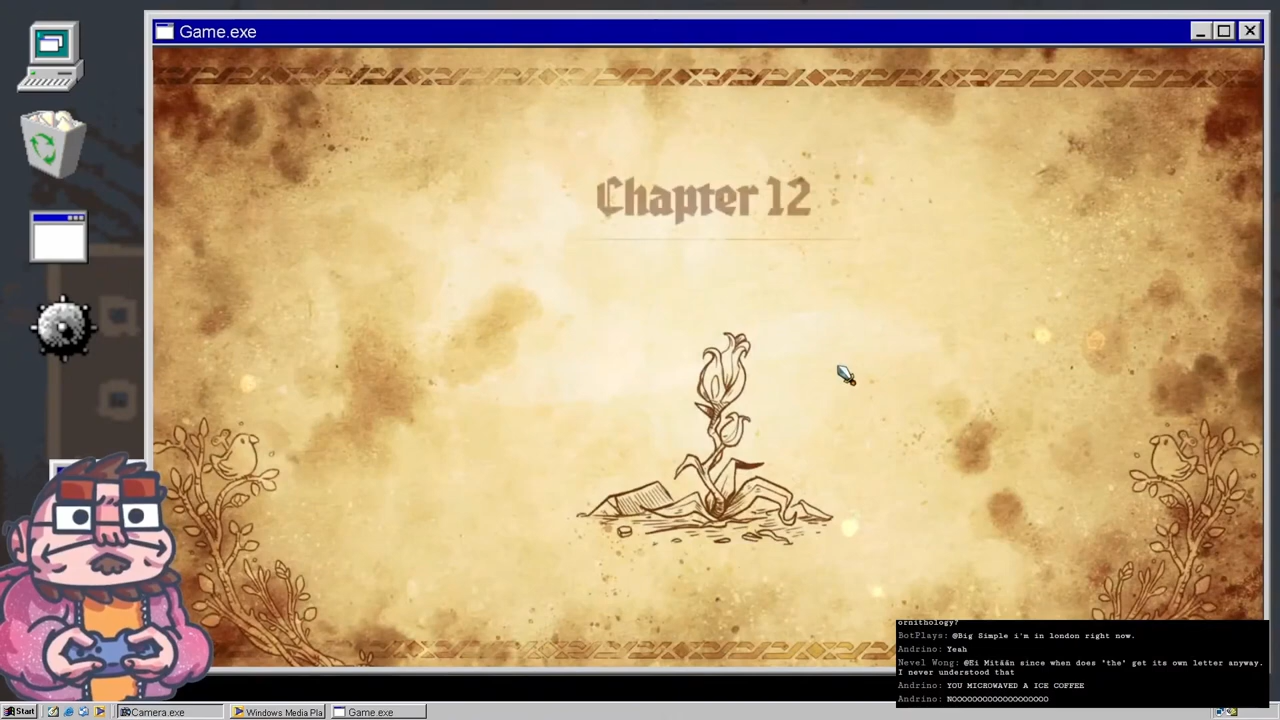 Game.exe
Chapter 12
ornithology?
BotPlays: @Big Simple i'm in london right now.
Andrino: Yeah
Nevel Wong: @Ei Mitään since when does 'the' get its own letter anyway.
I never understood that
Andrino: YOU MICROWAVED A ICE COFFEE
Andrino: NOOOOOOOOOOOOOOOOOOO
Start
Camera.exe
Windows Media Pla
Game.exe